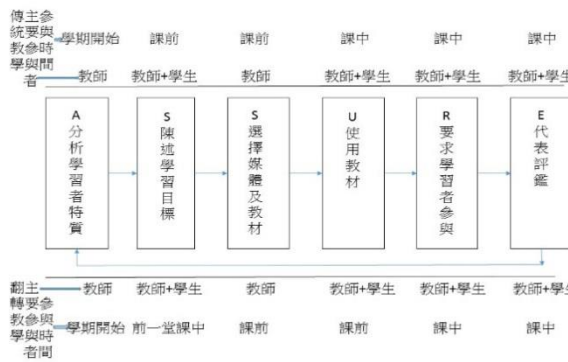 傳統教學
主要參與者
參與時間
學期開始 課前 課前 課中 課中 課中
教師 教師+學生 教師 教師+學生 教師+學生 教師+學生
A
分析學習者特質
S
陳述學習目標
S
選擇媒體及教材
U
使用教材
R
要求學習者參與
E
代表評鑑
翻轉教學
主要參與者
參與時間
教師 教師+學生 教師 教師+學生 教師+學生 教師+學生
學期開始 前一堂課中 課前 課前 課中 課中